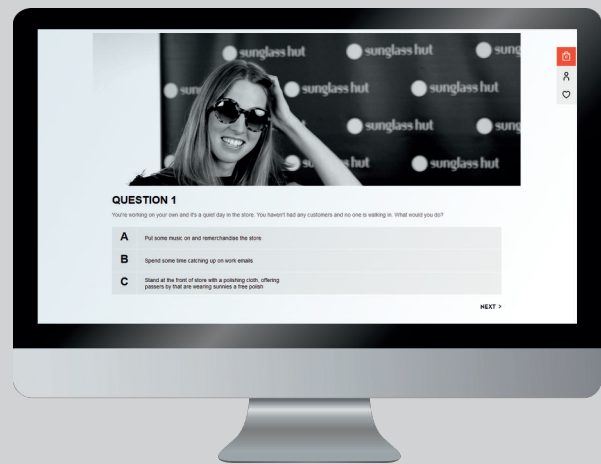 sunglass hut sunglass hut sung
sun glass hut sunglass hut
sunglass hut sung
su s hut sunglass hut
QUESTION 1
You're working on your own and it's a quiet day in the store. You haven't had any customers and no one is walking in. What would you do?
A Put some music on and remerchandise the store
B Spend some time catching up on work emails
C Stand at the front of store with a polishing cloth, offering
passers by that are wearing sunnies a free polish
NEXT >